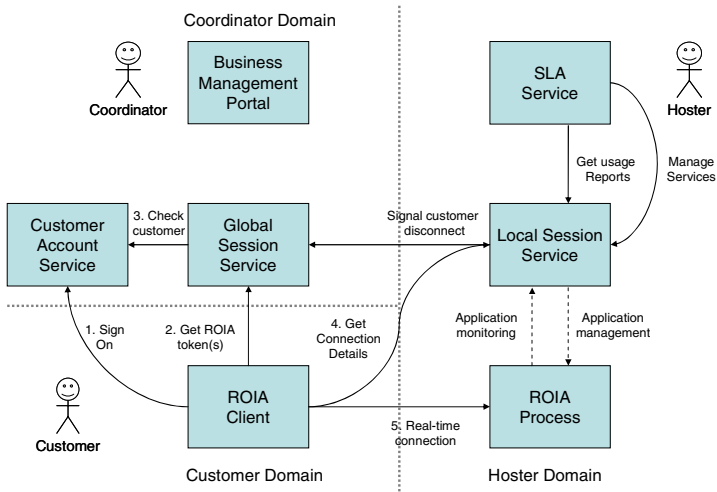 Coordinator Domain
Coordinator
Business
Management
Portal
SLA
Service
Hoster
Get usage
Reports
Manage
Services
Customer
Account
Service
3. Check
customer
Global
Session
Service
Signal customer
disconnect
Local Session
Service
1. Sign
On
2. Get ROIA
token(s)
4. Get
Connection
Details
Application
monitoring
Application
management
Customer
ROIA
Client
5. Real-time
connection
ROIA
Process
Customer Domain
Hoster Domain